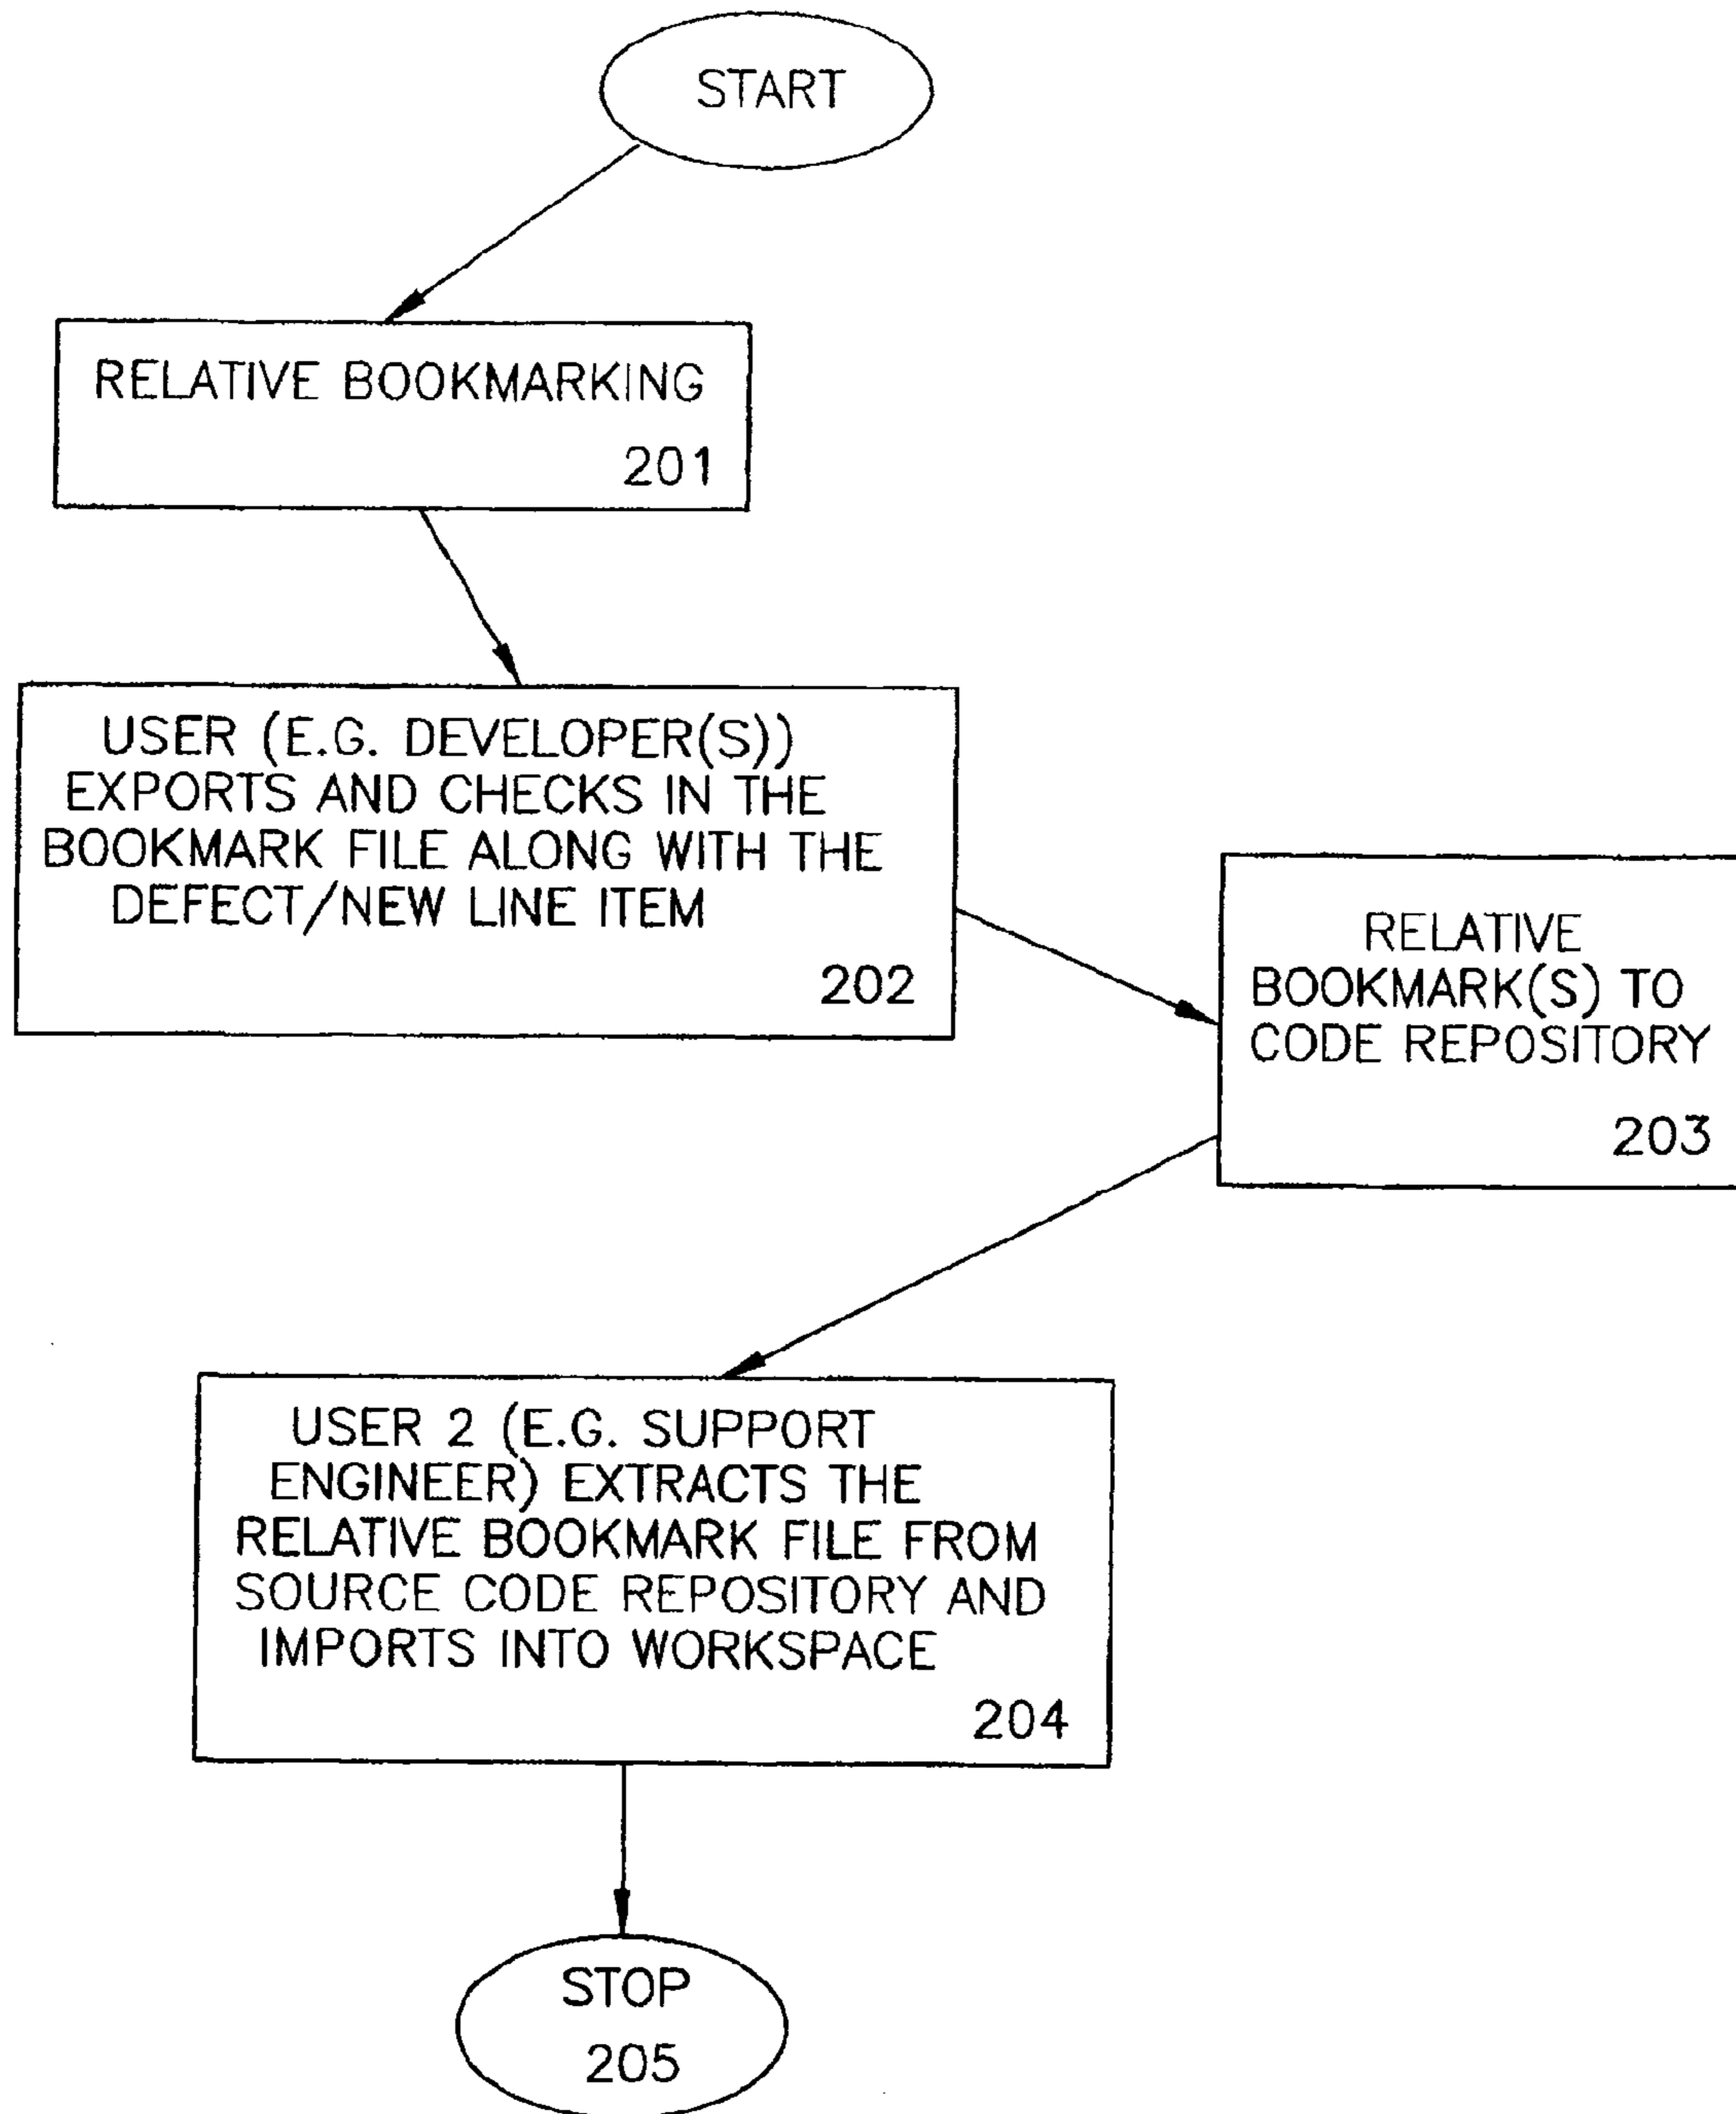 START
RELATIVE BOOKMARKING
201
USER (E.G. DEVELOPER(S))
EXPORTS AND CHECKS IN THE
BOOKMARK FILE ALONG WITH THE
DEFECT/NEW LINE ITEM
202
RELATIVE
BOOKMARK(S) TO
CODE REPOSITORY
203
USER 2 (E.G. SUPPORT
ENGINEER) EXTRACTS THE
RELATIVE BOOKMARK FILE FROM
SOURCE CODE REPOSITORY AND
IMPORTS INTO WORKSPACE
204
STOP
205